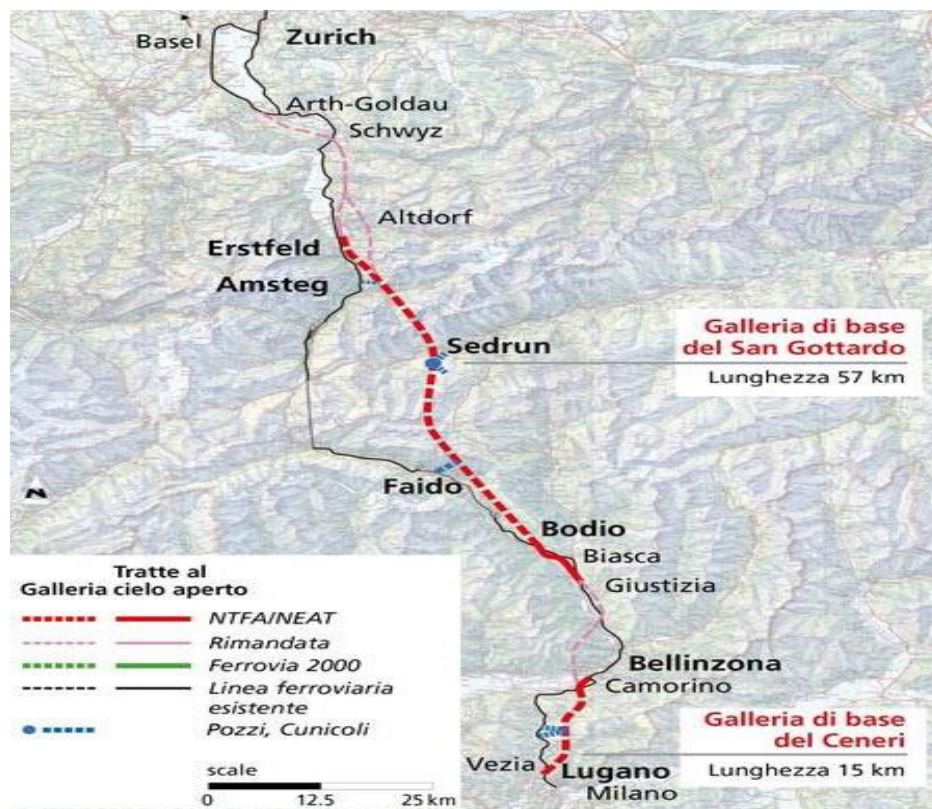 Basel
Zurich
Arth-Goldau
Schwyz
Altdorf
Erstfeld
Amsteg
Sedrun
Galleria di base
del San Gottardo
Lunghezza 57 km
N
Faido
Bodio
Biasca
Giustizia
Bellinzona
Camorino
Galleria di base
del Ceneri
Lunghezza 15 km
Vezia
Lugano
Milano
Tratte al
Galleria cielo aperto
NTFA/NEAT
Rimandata
Ferrovia 2000
Linea ferroviaria
esistente
Pozzi, Cunicoli
scale
0 12.5 25 km